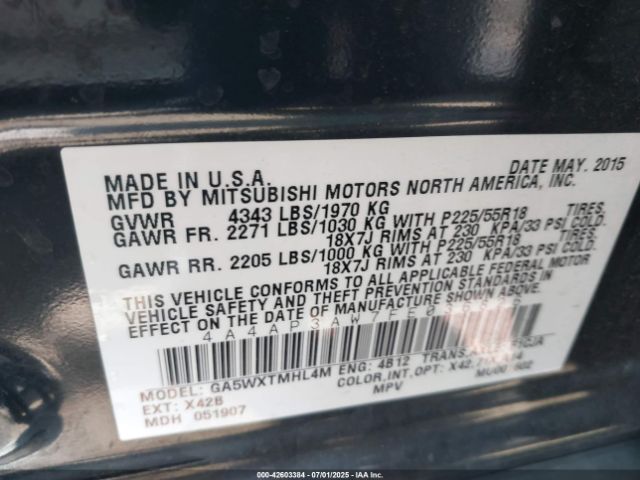 MADE IN U.S.A. DATE MAY. 2015
MFD BY MITSUBISHI MOTORS NORTH AMERICA, INC.
GVWR 4343 LBS/1970 KG
GAWR FR. 2271 LBS/1030 KG WITH P225/55R18 TIRES.
18X7J RIMS AT 230 KPA/33 PSI COLD.
GAWR RR. 2205 LBS/1000 KG WITH P225/55R18 TIRES.
18X7J RIMS AT 230 KPA/33 PSI COLD.
THIS VEHICLE CONFORMS TO ALL APPLICABLE FEDERAL MOTOR
VEHICLE SAFETY AND THEFT PREVENTION STANDARDS IN
EFFECT ON THE DATE OF MANUFACTURE SHOWN ABOVE.
MODEL: GA5WXTMHL4M ENG: 4B12 TRANS.
EXT: X42B COLOR,INT,OPT:
MDH 051907 MPV
000-42603384 - 07/01/2025 - IAA Inc.